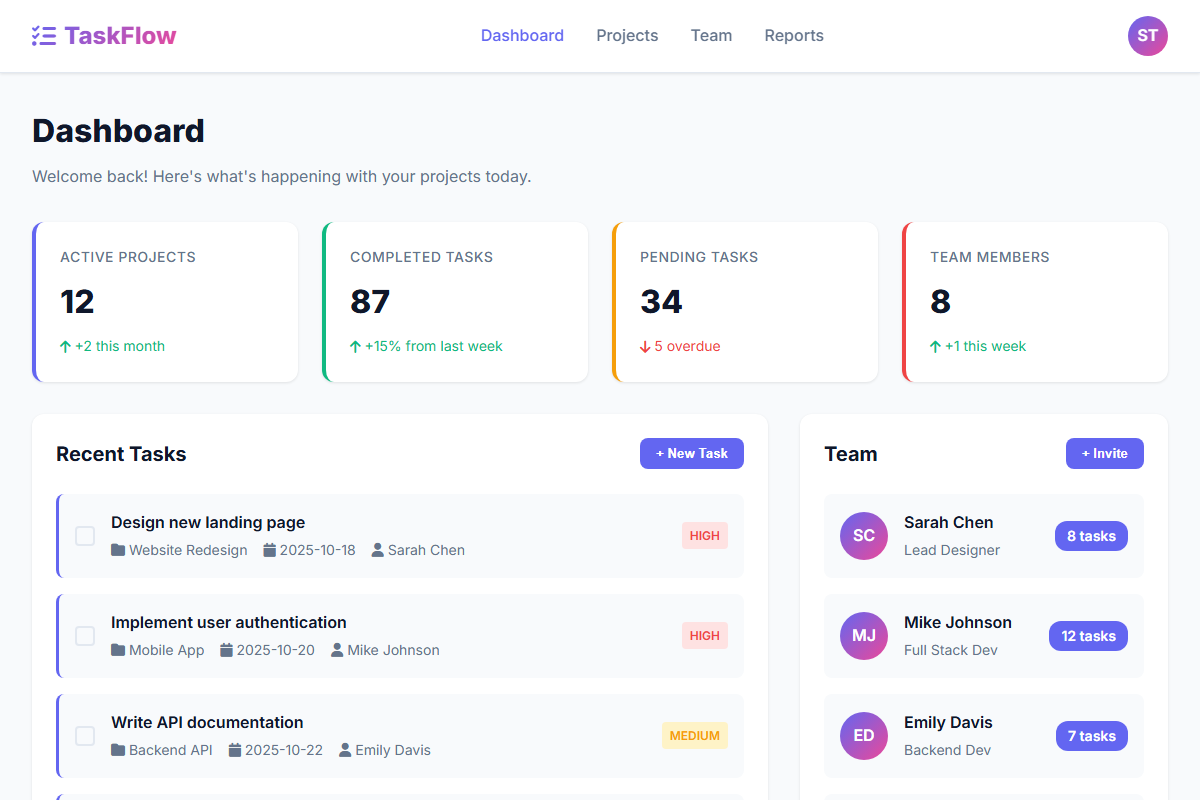 TaskFlow
Dashboard Projects Team Reports
ST
Dashboard
Welcome back! Here's what's happening with your projects today.
ACTIVE PROJECTS
12
+2 this month
COMPLETED TASKS
87
+15% from last week
PENDING TASKS
34
5 overdue
TEAM MEMBERS
8
+1 this week
Recent Tasks
+ New Task
Design new landing page
Website Redesign 2025-10-18 Sarah Chen
HIGH
Implement user authentication
Mobile App 2025-10-20 Mike Johnson
HIGH
Write API documentation
Backend API 2025-10-22 Emily Davis
MEDIUM
Team
+ Invite
SC
Sarah Chen
Lead Designer
8 tasks
MJ
Mike Johnson
Full Stack Dev
12 tasks
ED
Emily Davis
Backend Dev
7 tasks